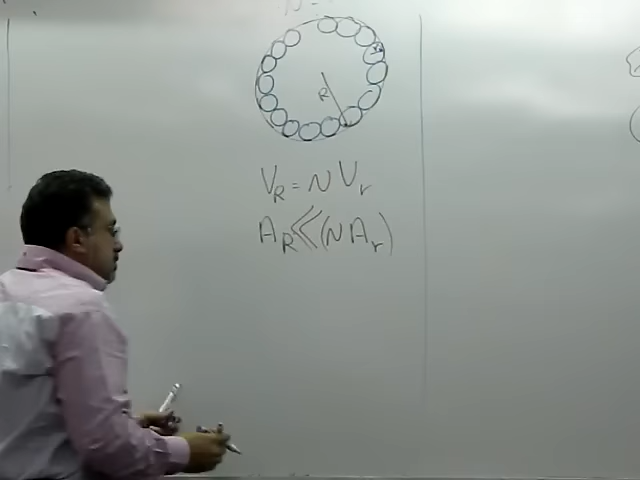 R
V_R = N V_r
A_R << (N A_r)